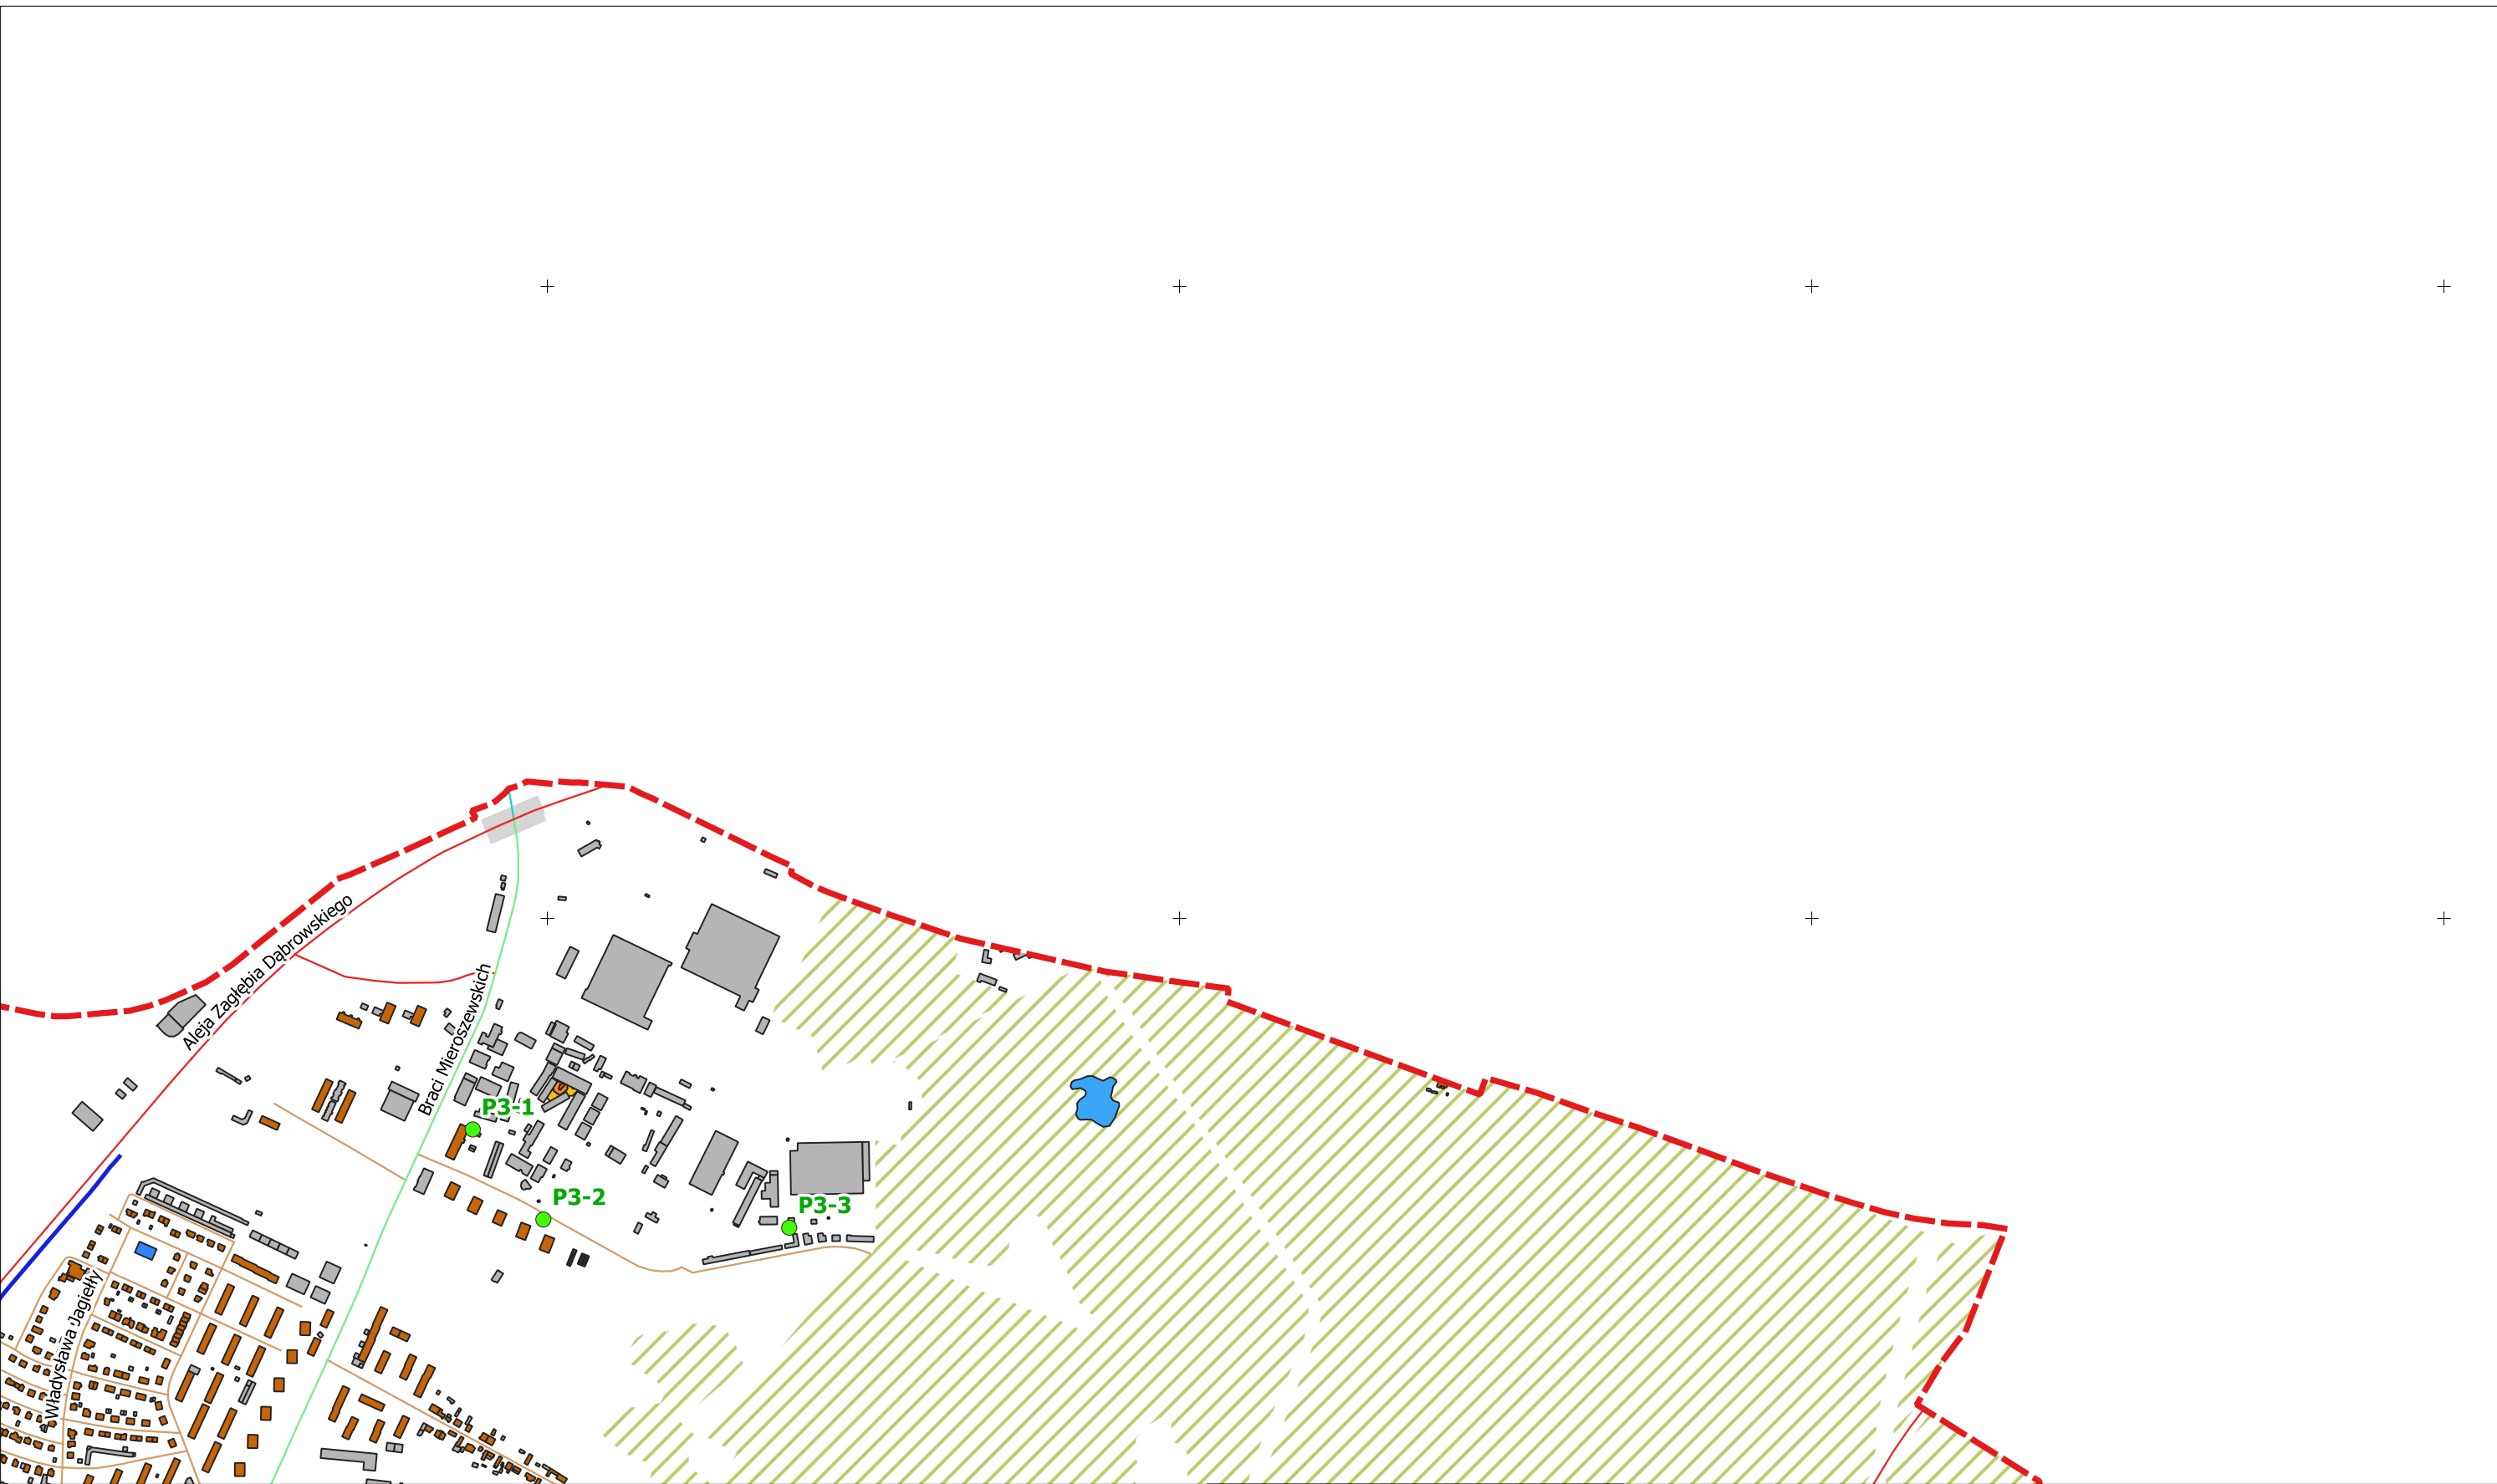 Aleja Zagłębia Dąbrowskiego
Braci Mieroszewskich
P3-1
P3-2
P3-3
Władysława Jagiełły